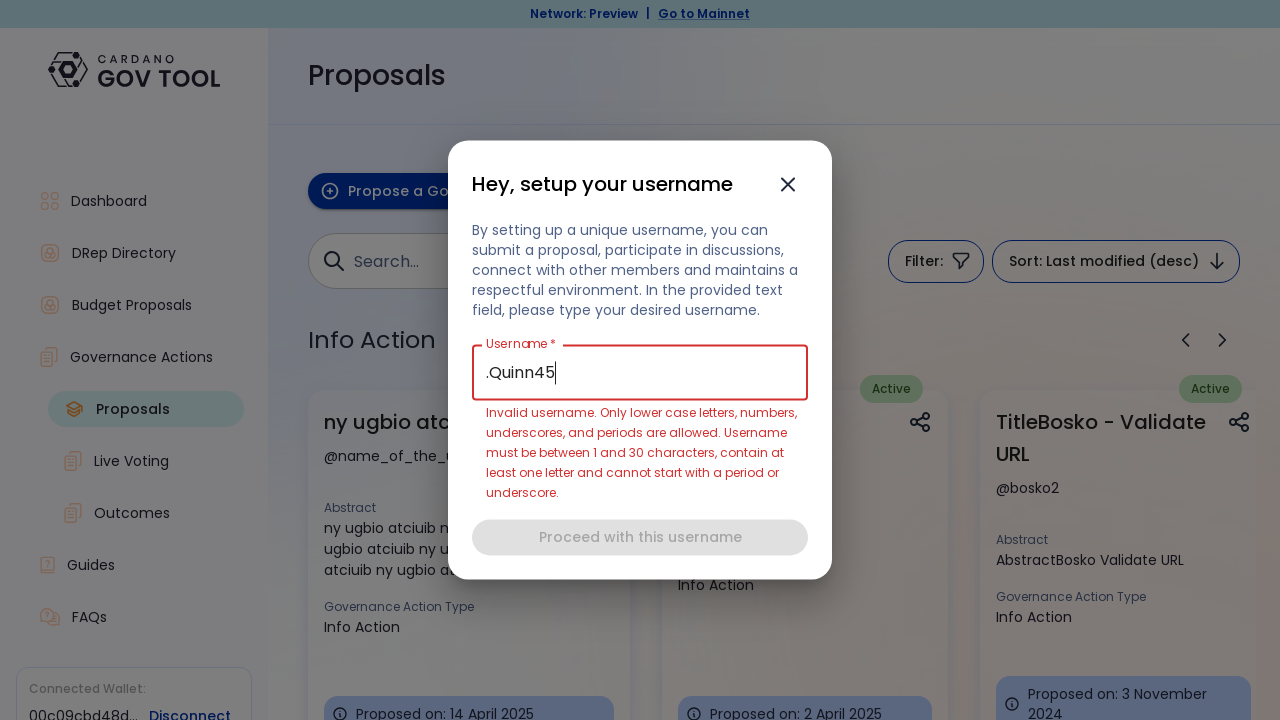 Network: Preview | Go to Mainnet
CARDANO
GOV TOOL
Proposals
Dashboard
DRep Directory
Budget Proposals
Governance Actions
Proposals
Live Voting
Outcomes
Guides
FAQs
Connected Wallet:
00c09cbd48d... Disconnect
Propose a Go
Search...
Filter:
Sort: Last modified (desc)
Info Action
Hey, setup your username
By setting up a unique username, you can
submit a proposal, participate in discussions,
connect with other members and maintains a
respectful environment. In the provided text
field, please type your desired username.
Username *
.Quinn45
Invalid username. Only lower case letters, numbers,
underscores, and periods are allowed. Username
must be between 1 and 30 characters, contain at
least one letter and cannot start with a period or
underscore.
Proceed with this username
ny ugbio atc
@name_of_the_u
Abstract
ny ugbio atciuib n
ugbio atciuib ny u
atciuib ny ugbio at
Governance Action Type
Info Action
Proposed on: 14 April 2025
Active
Info Action
Proposed on: 2 April 2025
Active
TitleBosko - Validate
URL
@bosko2
Abstract
AbstractBosko Validate URL
Governance Action Type
Info Action
Proposed on: 3 November
2024